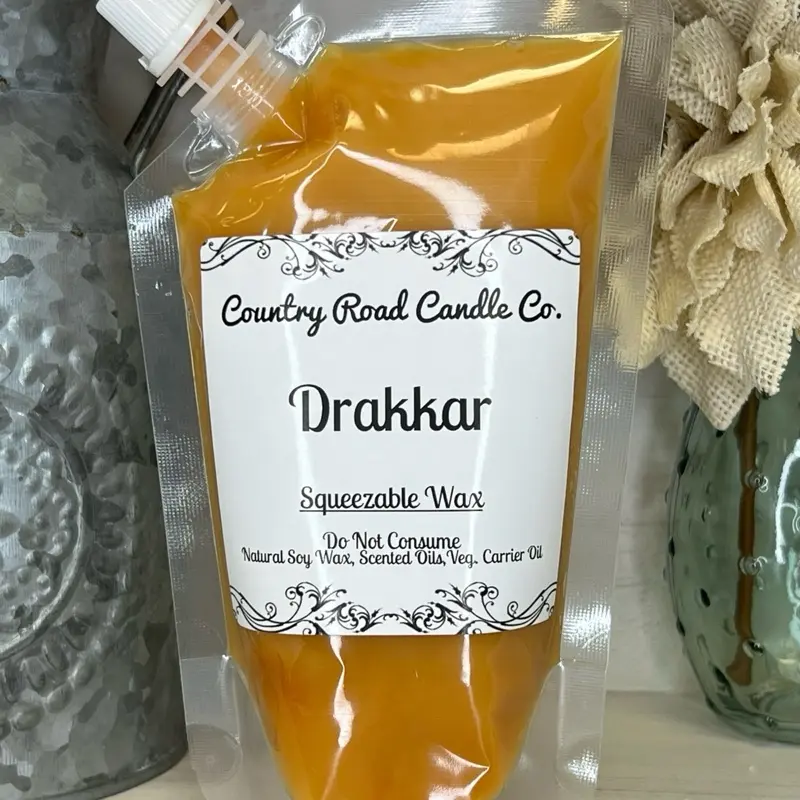 Country Road Candle Co.
Drakkar
Squeezable Wax
Do Not Consume
Natural Soy Wax, Scented Oils, Veg. Carrier Oil